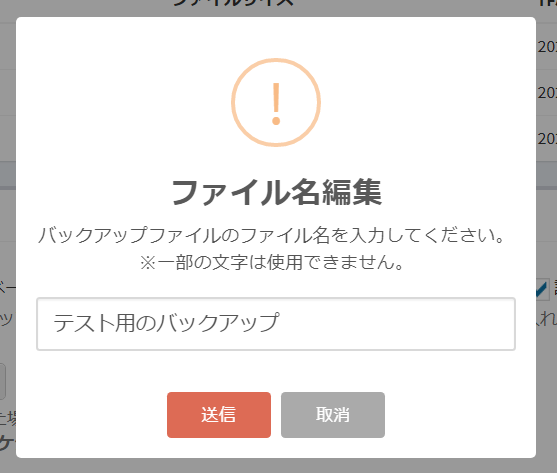 ファイルサイズ
202
202
202
!
ファイル名編集
バックアップファイルのファイル名を入力してください。
※一部の文字は使用できません。
テスト用のバックアップ
送信
取消